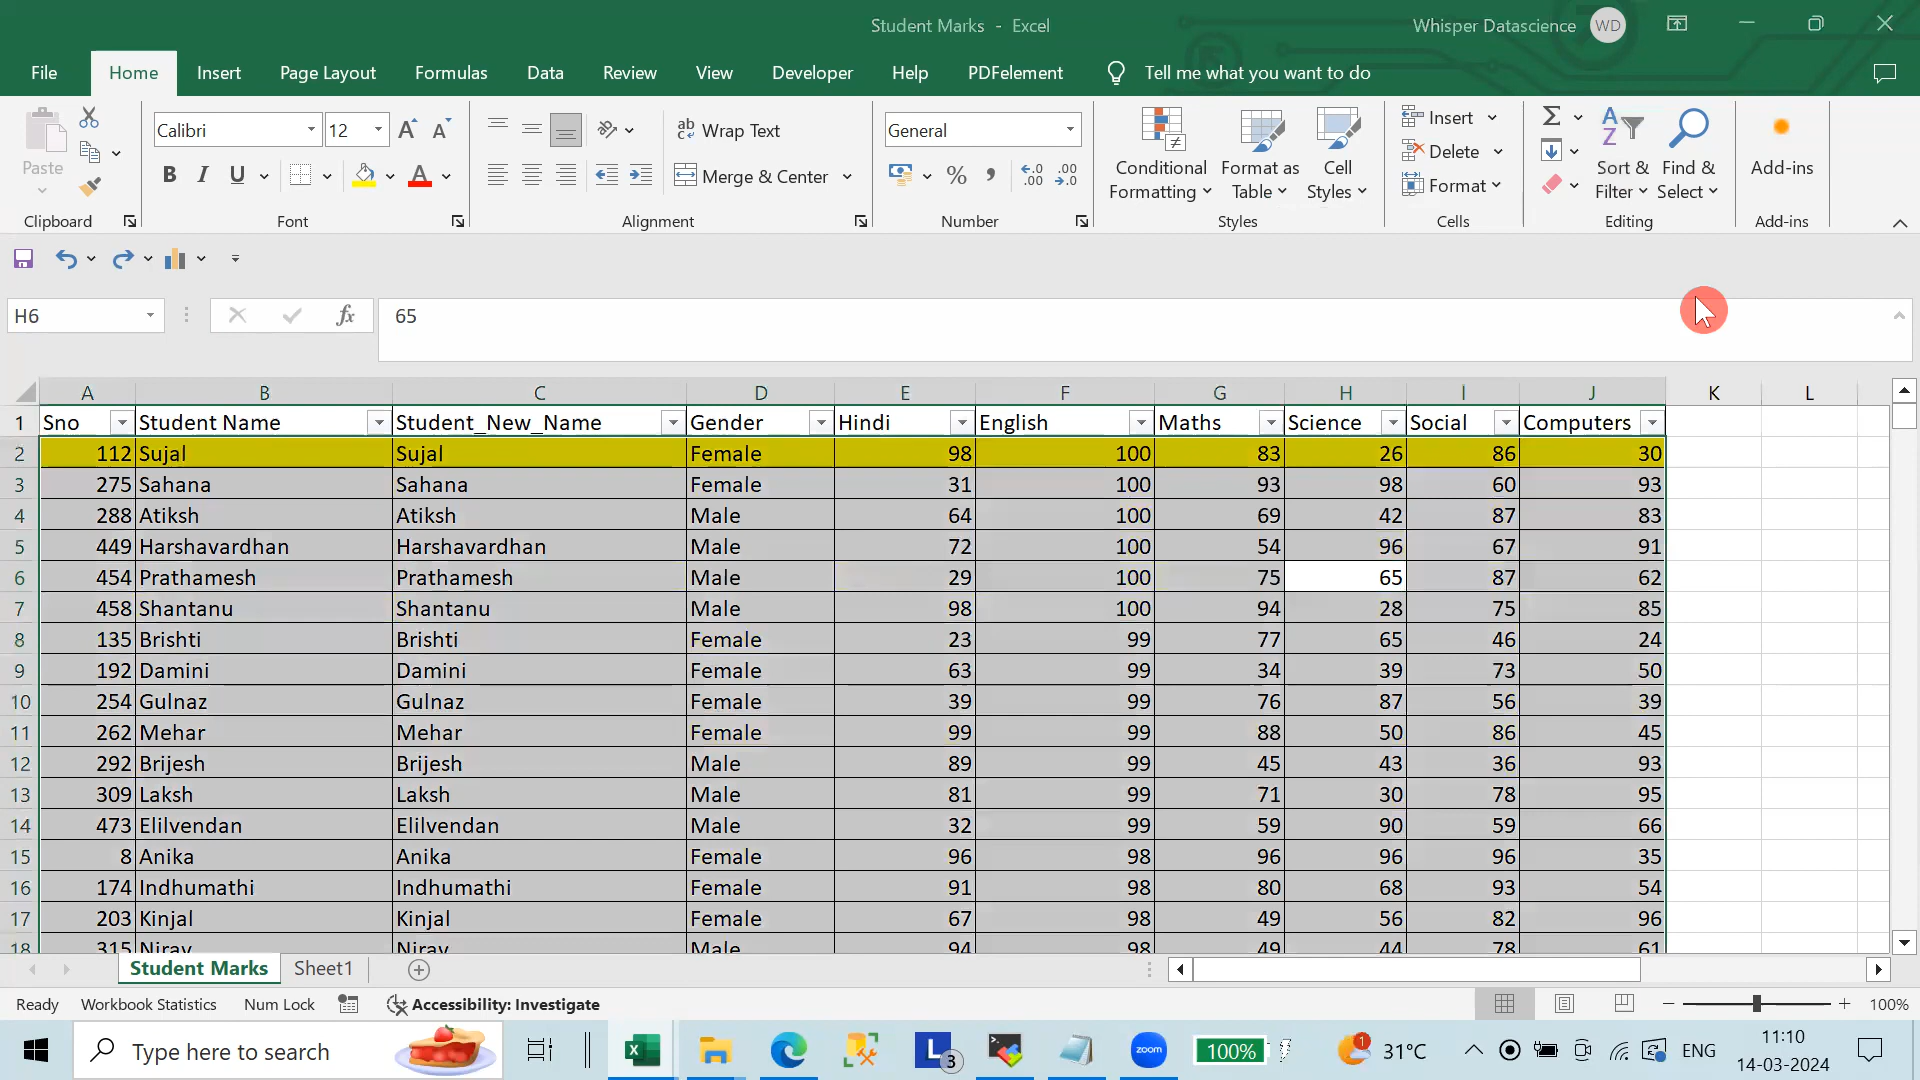 Student Marks - Excel
Whisper Datascience WD
File Home Insert Page Layout Formulas Data Review View Developer Help PDFelement Tell me what you want to do
Paste
Clipboard
Calibri 12
B I U A
Font
ab Wrap Text
Merge & Center
Alignment
General
%
Number
Conditional Formatting
Format as Table
Cell Styles
Styles
Insert
Delete
Format
Cells
Sort & Filter
Find & Select
Editing
Add-ins
Add-ins
H6 fx 65
A B C D E F G H I J K L
1 Sno Student Name Student_New_Name Gender Hindi English Maths Science Social Computers
2 112 Sujal Sujal Female 98 100 83 26 86 30
3 275 Sahana Sahana Female 31 100 93 98 60 93
4 288 Atiksh Atiksh Male 64 100 69 42 87 83
5 449 Harshavardhan Harshavardhan Male 72 100 54 96 67 91
6 454 Prathamesh Prathamesh Male 29 100 75 65 87 62
7 458 Shantanu Shantanu Male 98 100 94 28 75 85
8 135 Brishti Brishti Female 23 99 77 65 46 24
9 192 Damini Damini Female 63 99 34 39 73 50
10 254 Gulnaz Gulnaz Female 39 99 76 87 56 39
11 262 Mehar Mehar Female 99 99 88 50 86 45
12 292 Brijesh Brijesh Male 89 99 45 43 36 93
13 309 Laksh Laksh Male 81 99 71 30 78 95
14 473 Elilvendan Elilvendan Male 32 99 59 90 59 66
15 8 Anika Anika Female 96 98 96 96 96 35
16 174 Indhumathi Indhumathi Female 91 98 80 68 93 54
17 203 Kinjal Kinjal Female 67 98 49 56 82 96
18 315 Nirav Nirav Male 94 98 49 44 78 61
Student Marks Sheet1
Ready Workbook Statistics Num Lock Accessibility: Investigate 100%
Type here to search
L 3
zoom
100%
1
31°C
ENG
11:10
14-03-2024